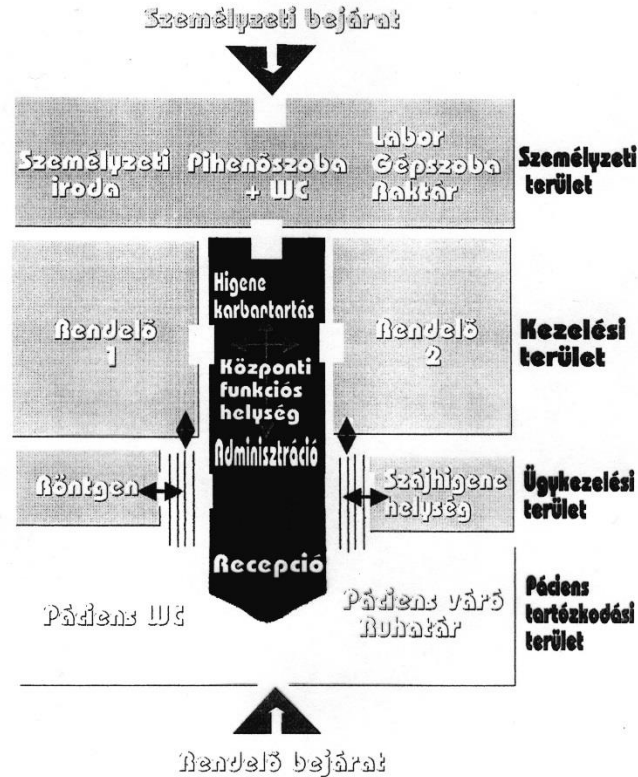 Személyzeti bejárat
Személyzeti
iroda
Pihenőszoba
+ WC
Labor
Gépszoba
Raktár
Személyzeti
terület
Rendelő
1
Higene
karbartartás
Központi
funkciós
helység
Adminisztráció
Rendelő
2
Kezelési
terület
Röntgen
Szájhigene
helység
Ügykezelési
terület
Recepció
Páciens WC
Páciens váró
Ruhatár
Páciens
tartózkodási
terület
Rendelő bejárat